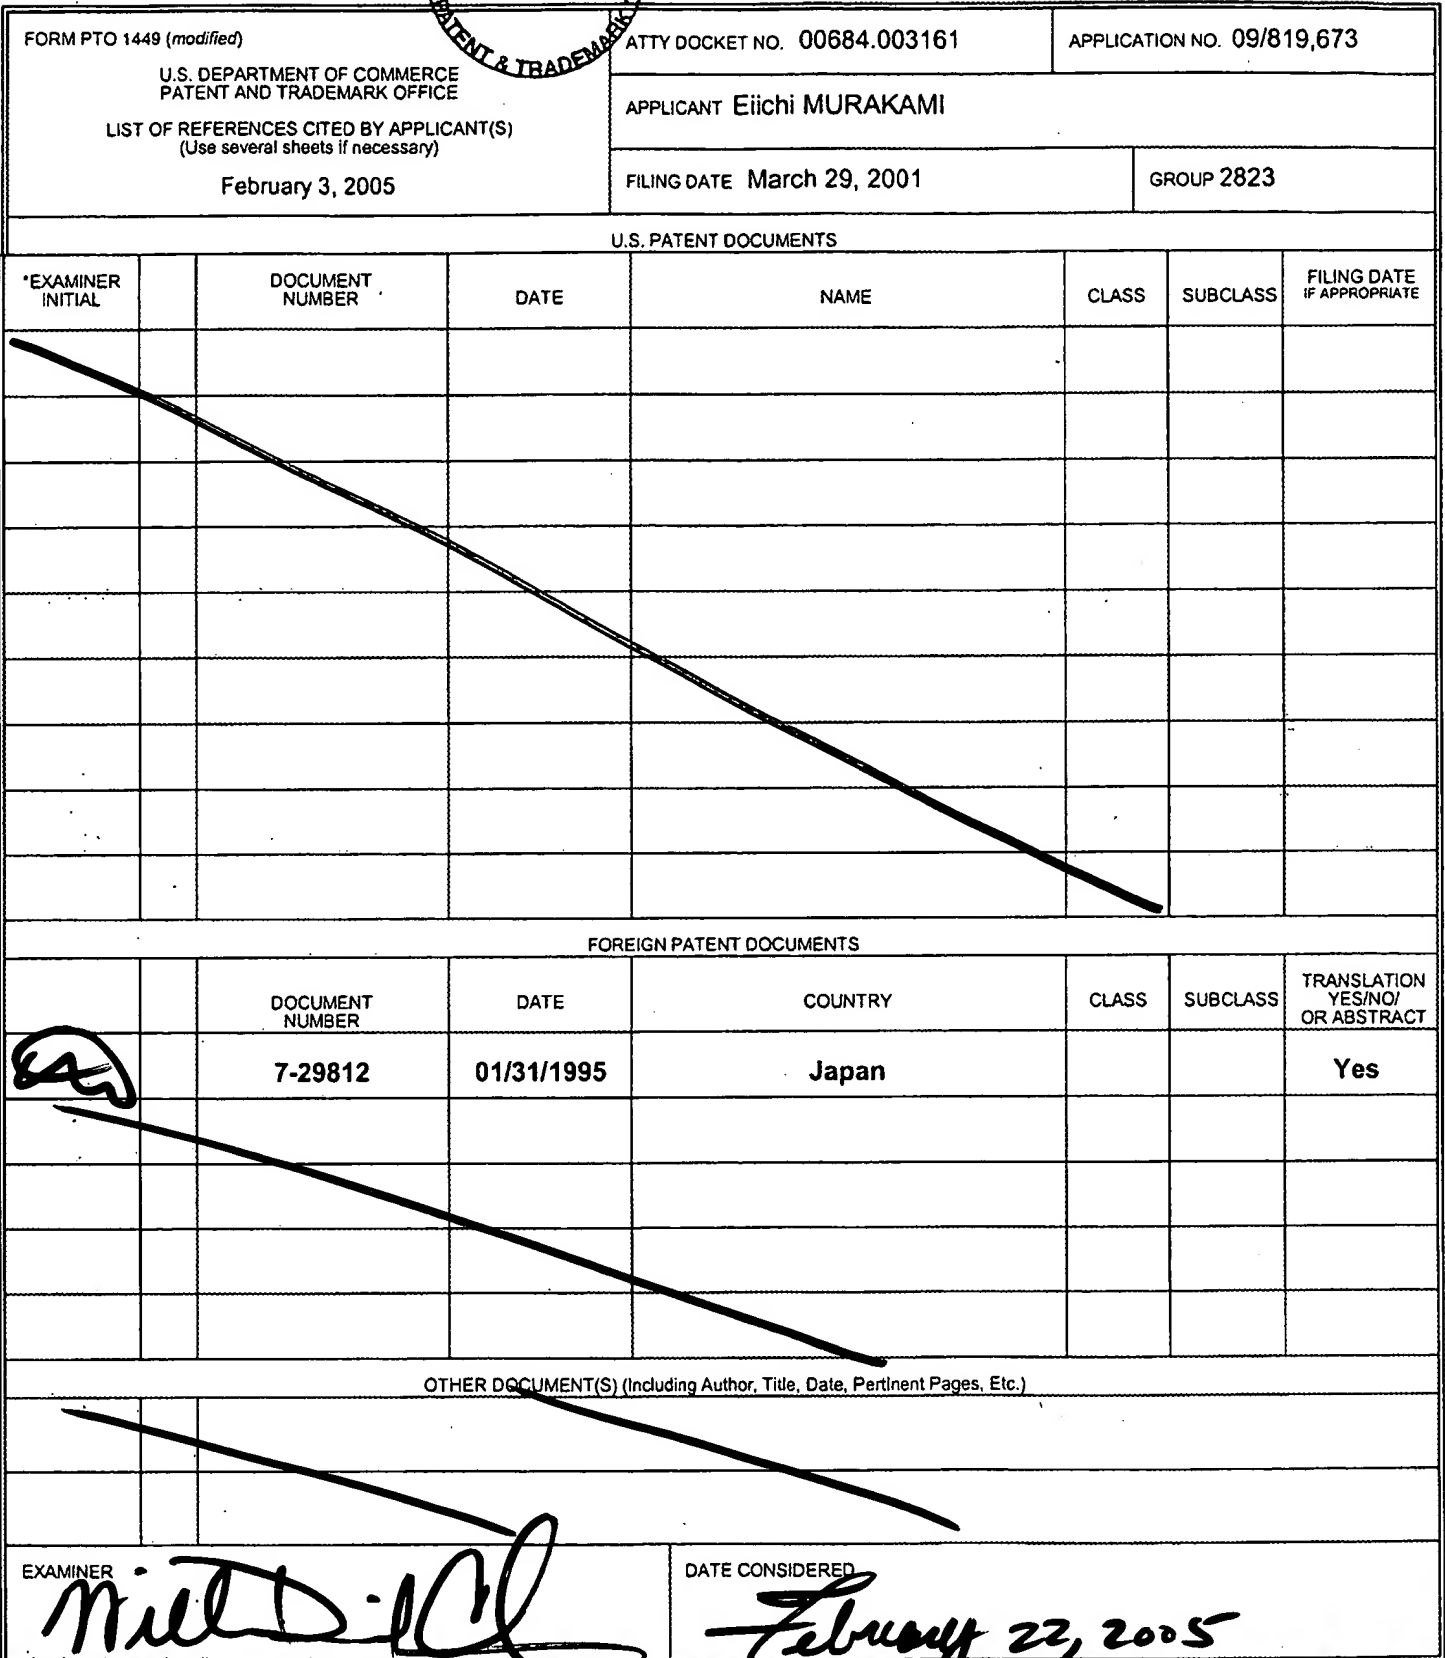 PATENT & TRADEMARK
FORM PTO 1449 (modified)
U.S. DEPARTMENT OF COMMERCE
PATENT AND TRADEMARK OFFICE
LIST OF REFERENCES CITED BY APPLICANT(S)
(Use several sheets if necessary)
February 3, 2005
ATTY DOCKET NO. 00684.003161
APPLICATION NO. 09/819,673
APPLICANT Eiichi MURAKAMI
FILING DATE March 29, 2001
GROUP 2823
U.S. PATENT DOCUMENTS
*EXAMINER
INITIAL
DOCUMENT
NUMBER
DATE
NAME
CLASS
SUBCLASS
FILING DATE
IF APPROPRIATE
FOREIGN PATENT DOCUMENTS
DOCUMENT
NUMBER
DATE
COUNTRY
CLASS
SUBCLASS
TRANSLATION
YES/NO/
OR ABSTRACT
7-29812
01/31/1995
Japan
Yes
OTHER DOCUMENT(S) (Including Author, Title, Date, Pertinent Pages, Etc.)
EXAMINER
DATE CONSIDERED
February 22, 2005